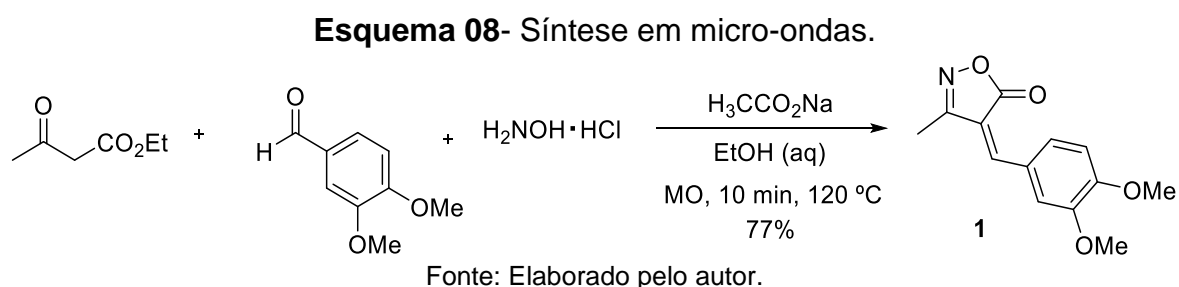 Esquema 08- Síntese em micro-ondas.
O
CO₂Et
+
O
H
OMe
OMe
+
H₂NOH·HCl
H₃CCO₂Na
EtOH (aq)
MO, 10 min, 120 ºC
77%
N
O
O
OMe
OMe
1
Fonte: Elaborado pelo autor.